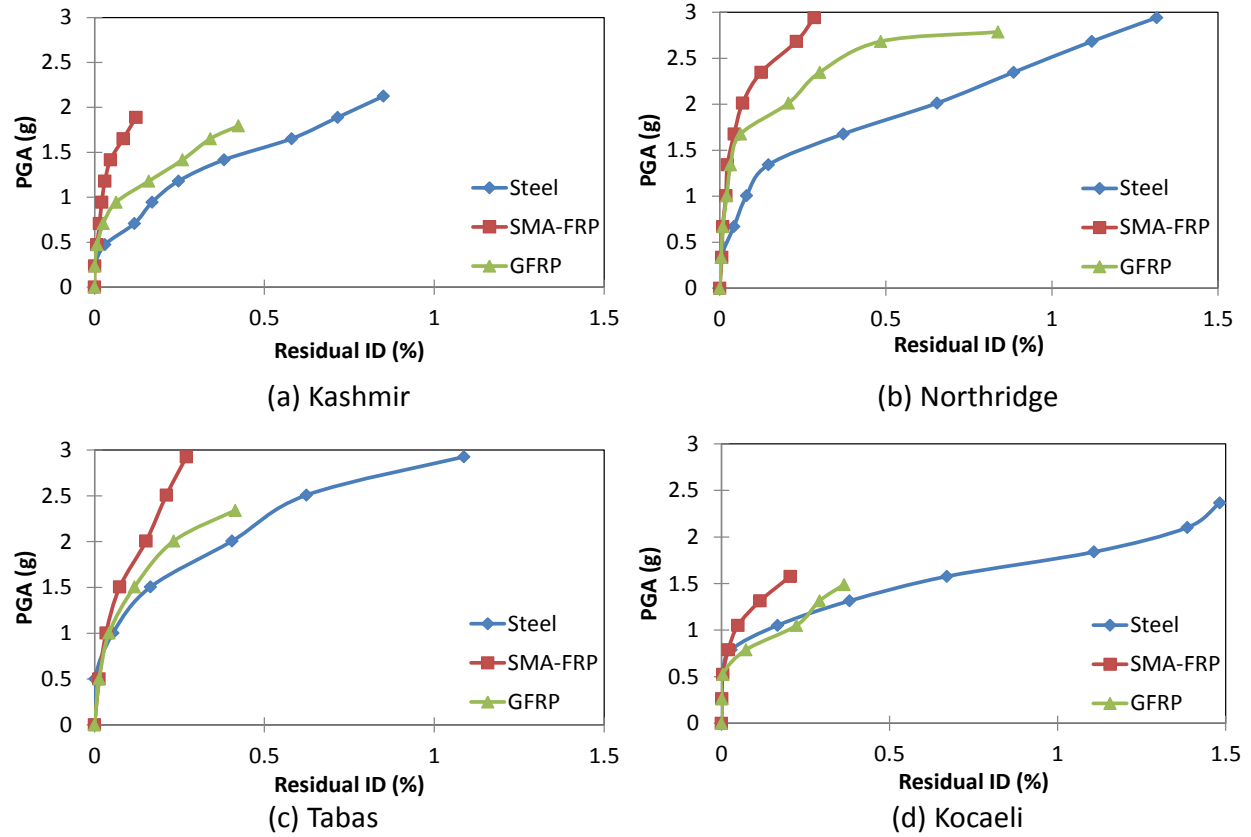 3
2.5
2
1.5
1
0.5
0
PGA (g)
Steel
SMA-FRP
GFRP
0 0.5 1 1.5
Residual ID (%)
(a) Kashmir
3
2.5
2
1.5
1
0.5
0
PGA (g)
Steel
SMA-FRP
GFRP
0 0.5 1 1.5
Residual ID (%)
(b) Northridge
3
2.5
2
1.5
1
0.5
0
PGA (g)
Steel
SMA-FRP
GFRP
0 0.5 1 1.5
Residual ID (%)
(c) Tabas
3
2.5
2
1.5
1
0.5
0
PGA (g)
Steel
SMA-FRP
GFRP
0 0.5 1 1.5
Residual ID (%)
(d) Kocaeli